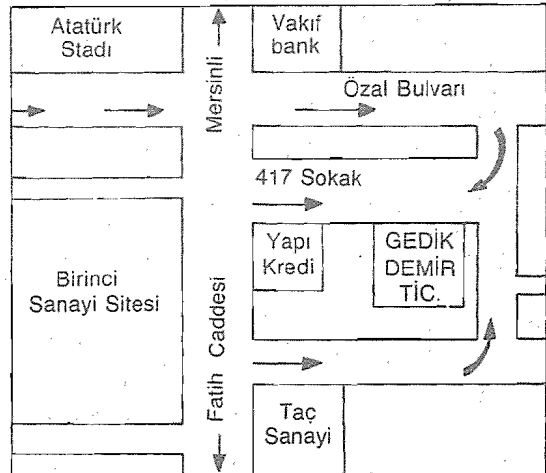 Atatürk
Stadı
Mersinli
Vakıf
bank
Özal Bulvarı
417 Sokak
Yapı
Kredi
GEDİK
DEMİR
TİC.
Birinci
Sanayi Sitesi
Fatih Caddesi
Taç
Sanayi